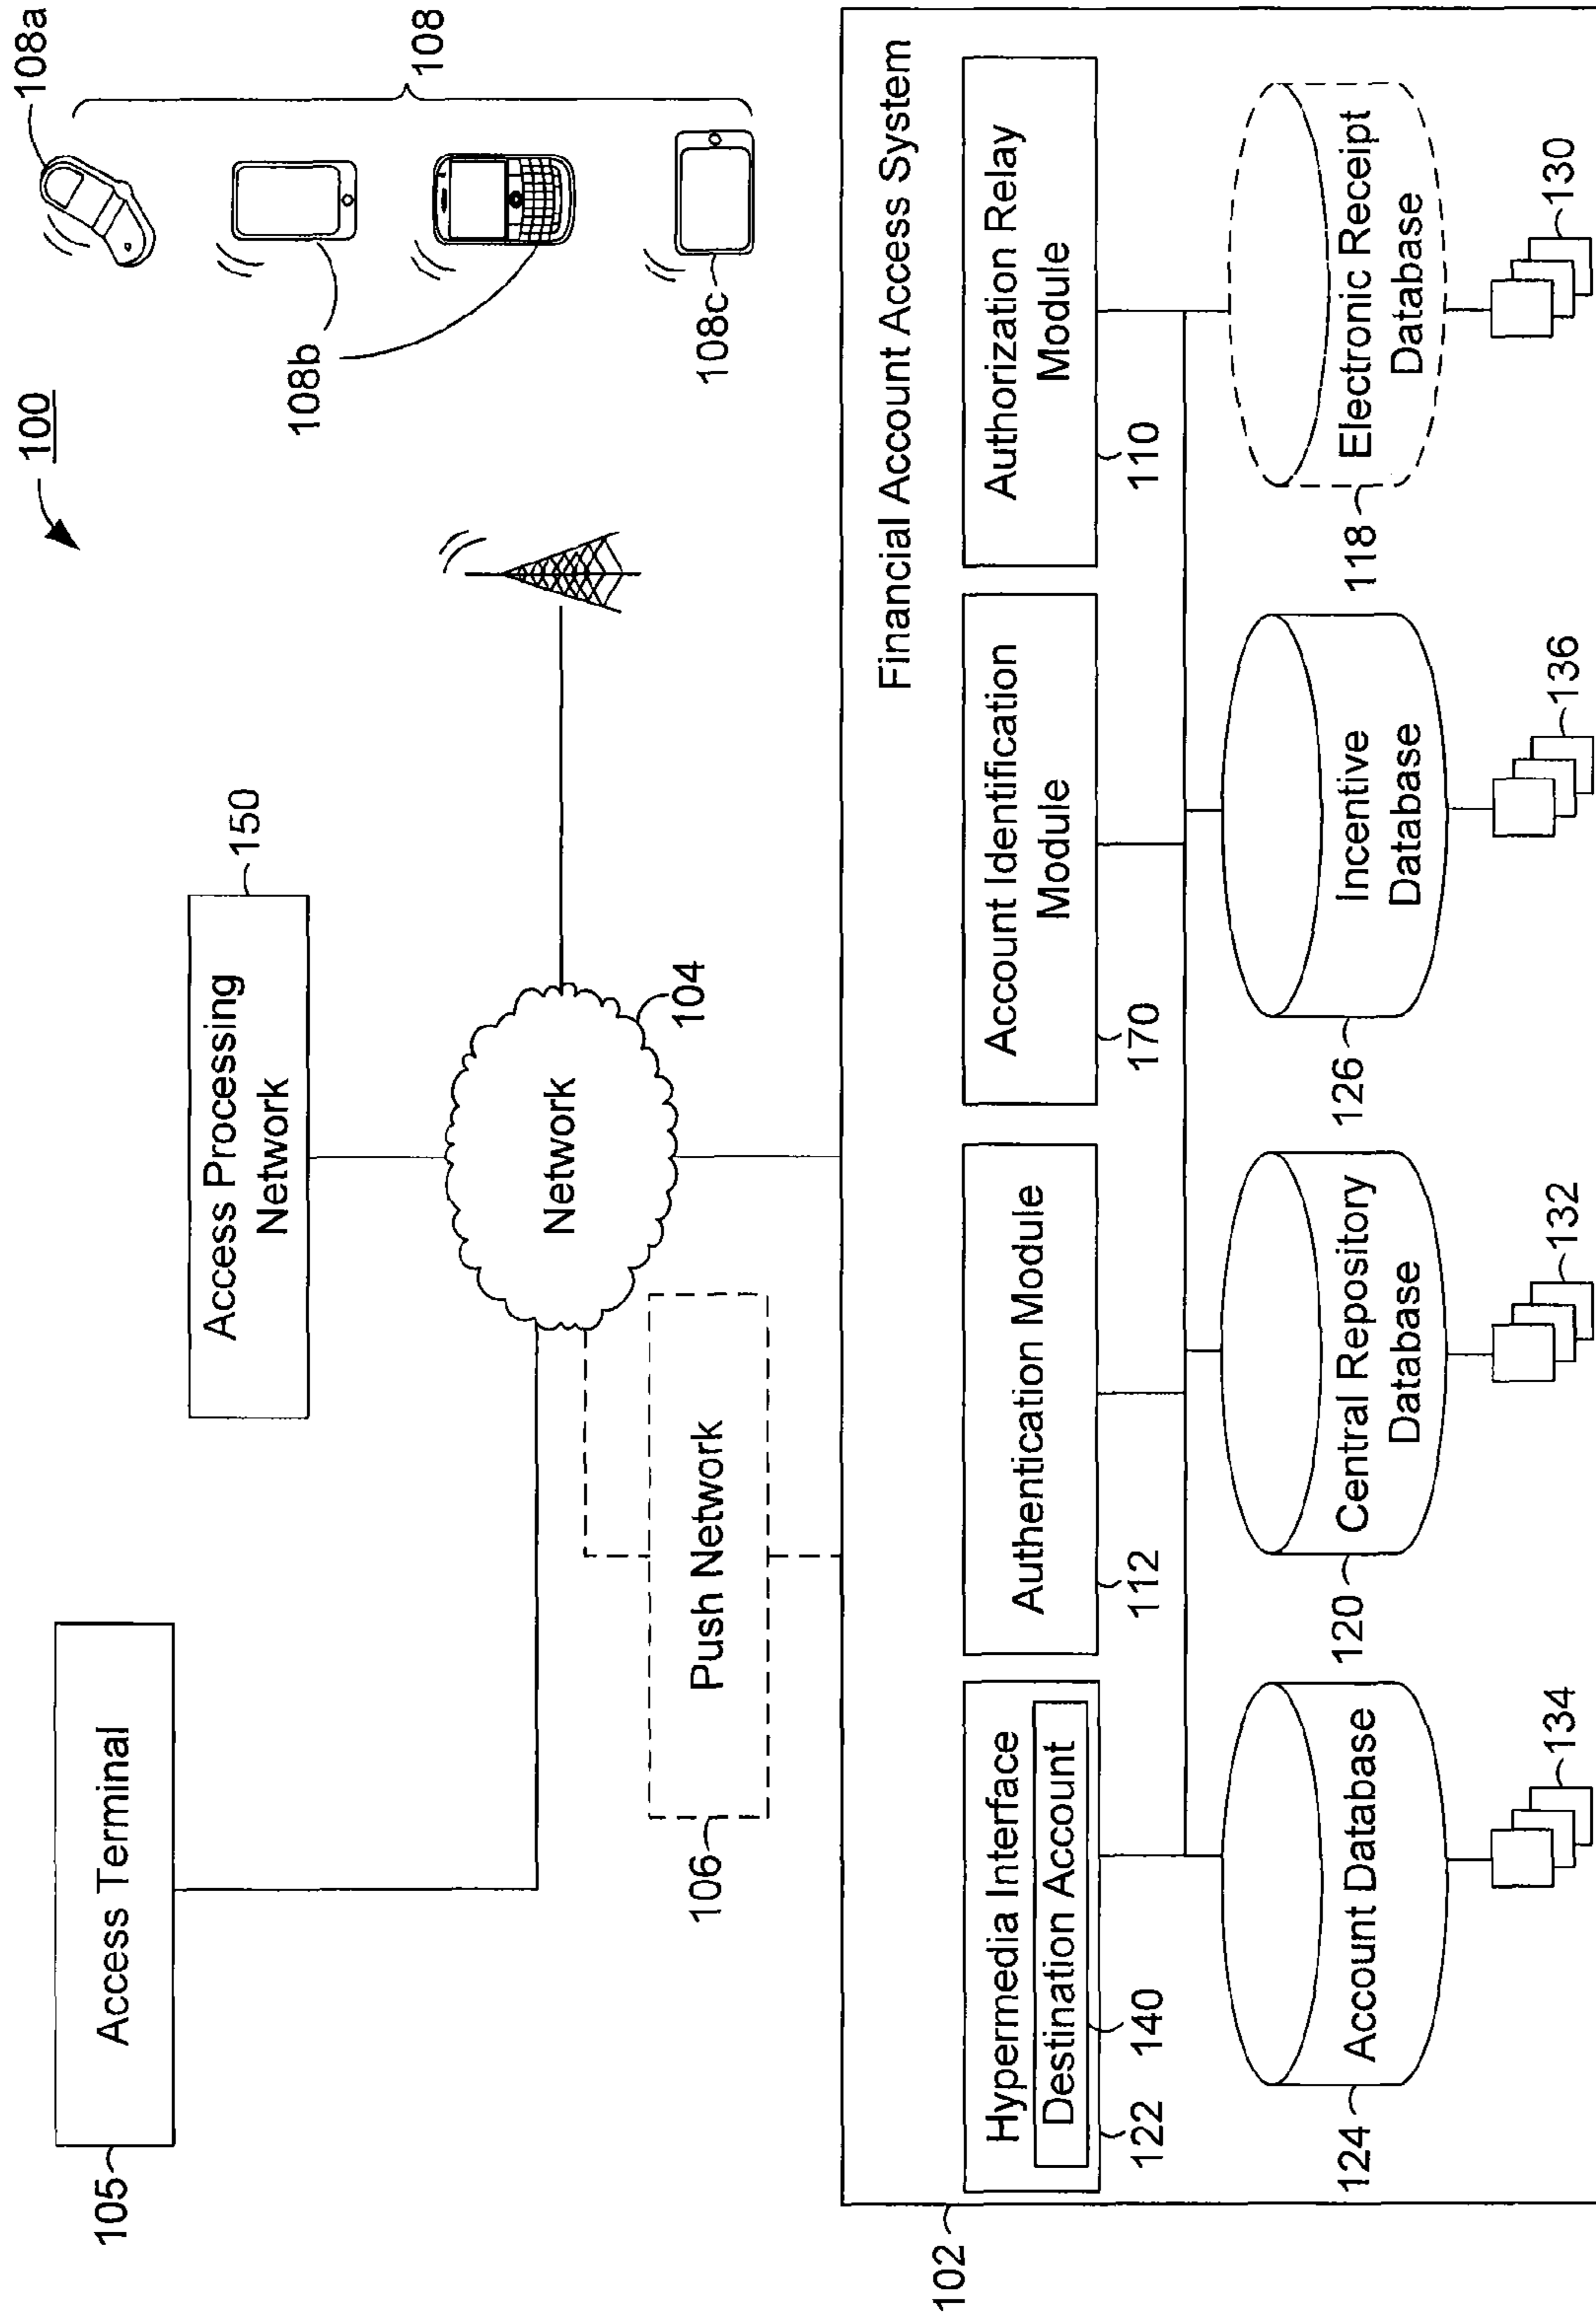 100
Access Terminal
105
Access Processing
Network
150
108a
108b
108
108c
Network
104
Push Network
106
Financial Account Access System
102
Hypermedia Interface
Destination Account
122
140
Authentication Module
112
Account Identification
Module
170
Authorization Relay
Module
110
124
Account Database
134
120
Central Repository
Database
132
126
Incentive
Database
136
118
Electronic Receipt
Database
130